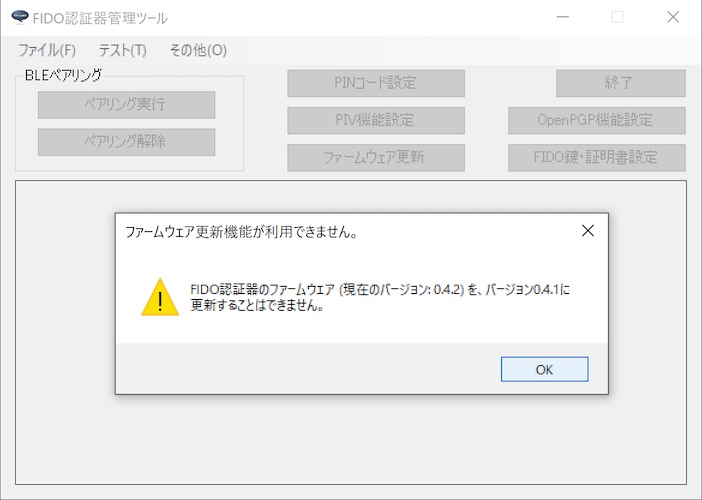 FIDO認証器管理ツール
ファイル(F) テスト(T) その他(O)
BLEペアリング
ペアリング実行
ペアリング解除
PINコード設定
終了
PIV機能設定
OpenPGP機能設定
ファームウェア更新
FIDO鍵・証明書設定
ファームウェア更新機能が利用できません。
FIDO認証器のファームウェア (現在のバージョン: 0.4.2) を、バージョン0.4.1に
更新することはできません。
OK